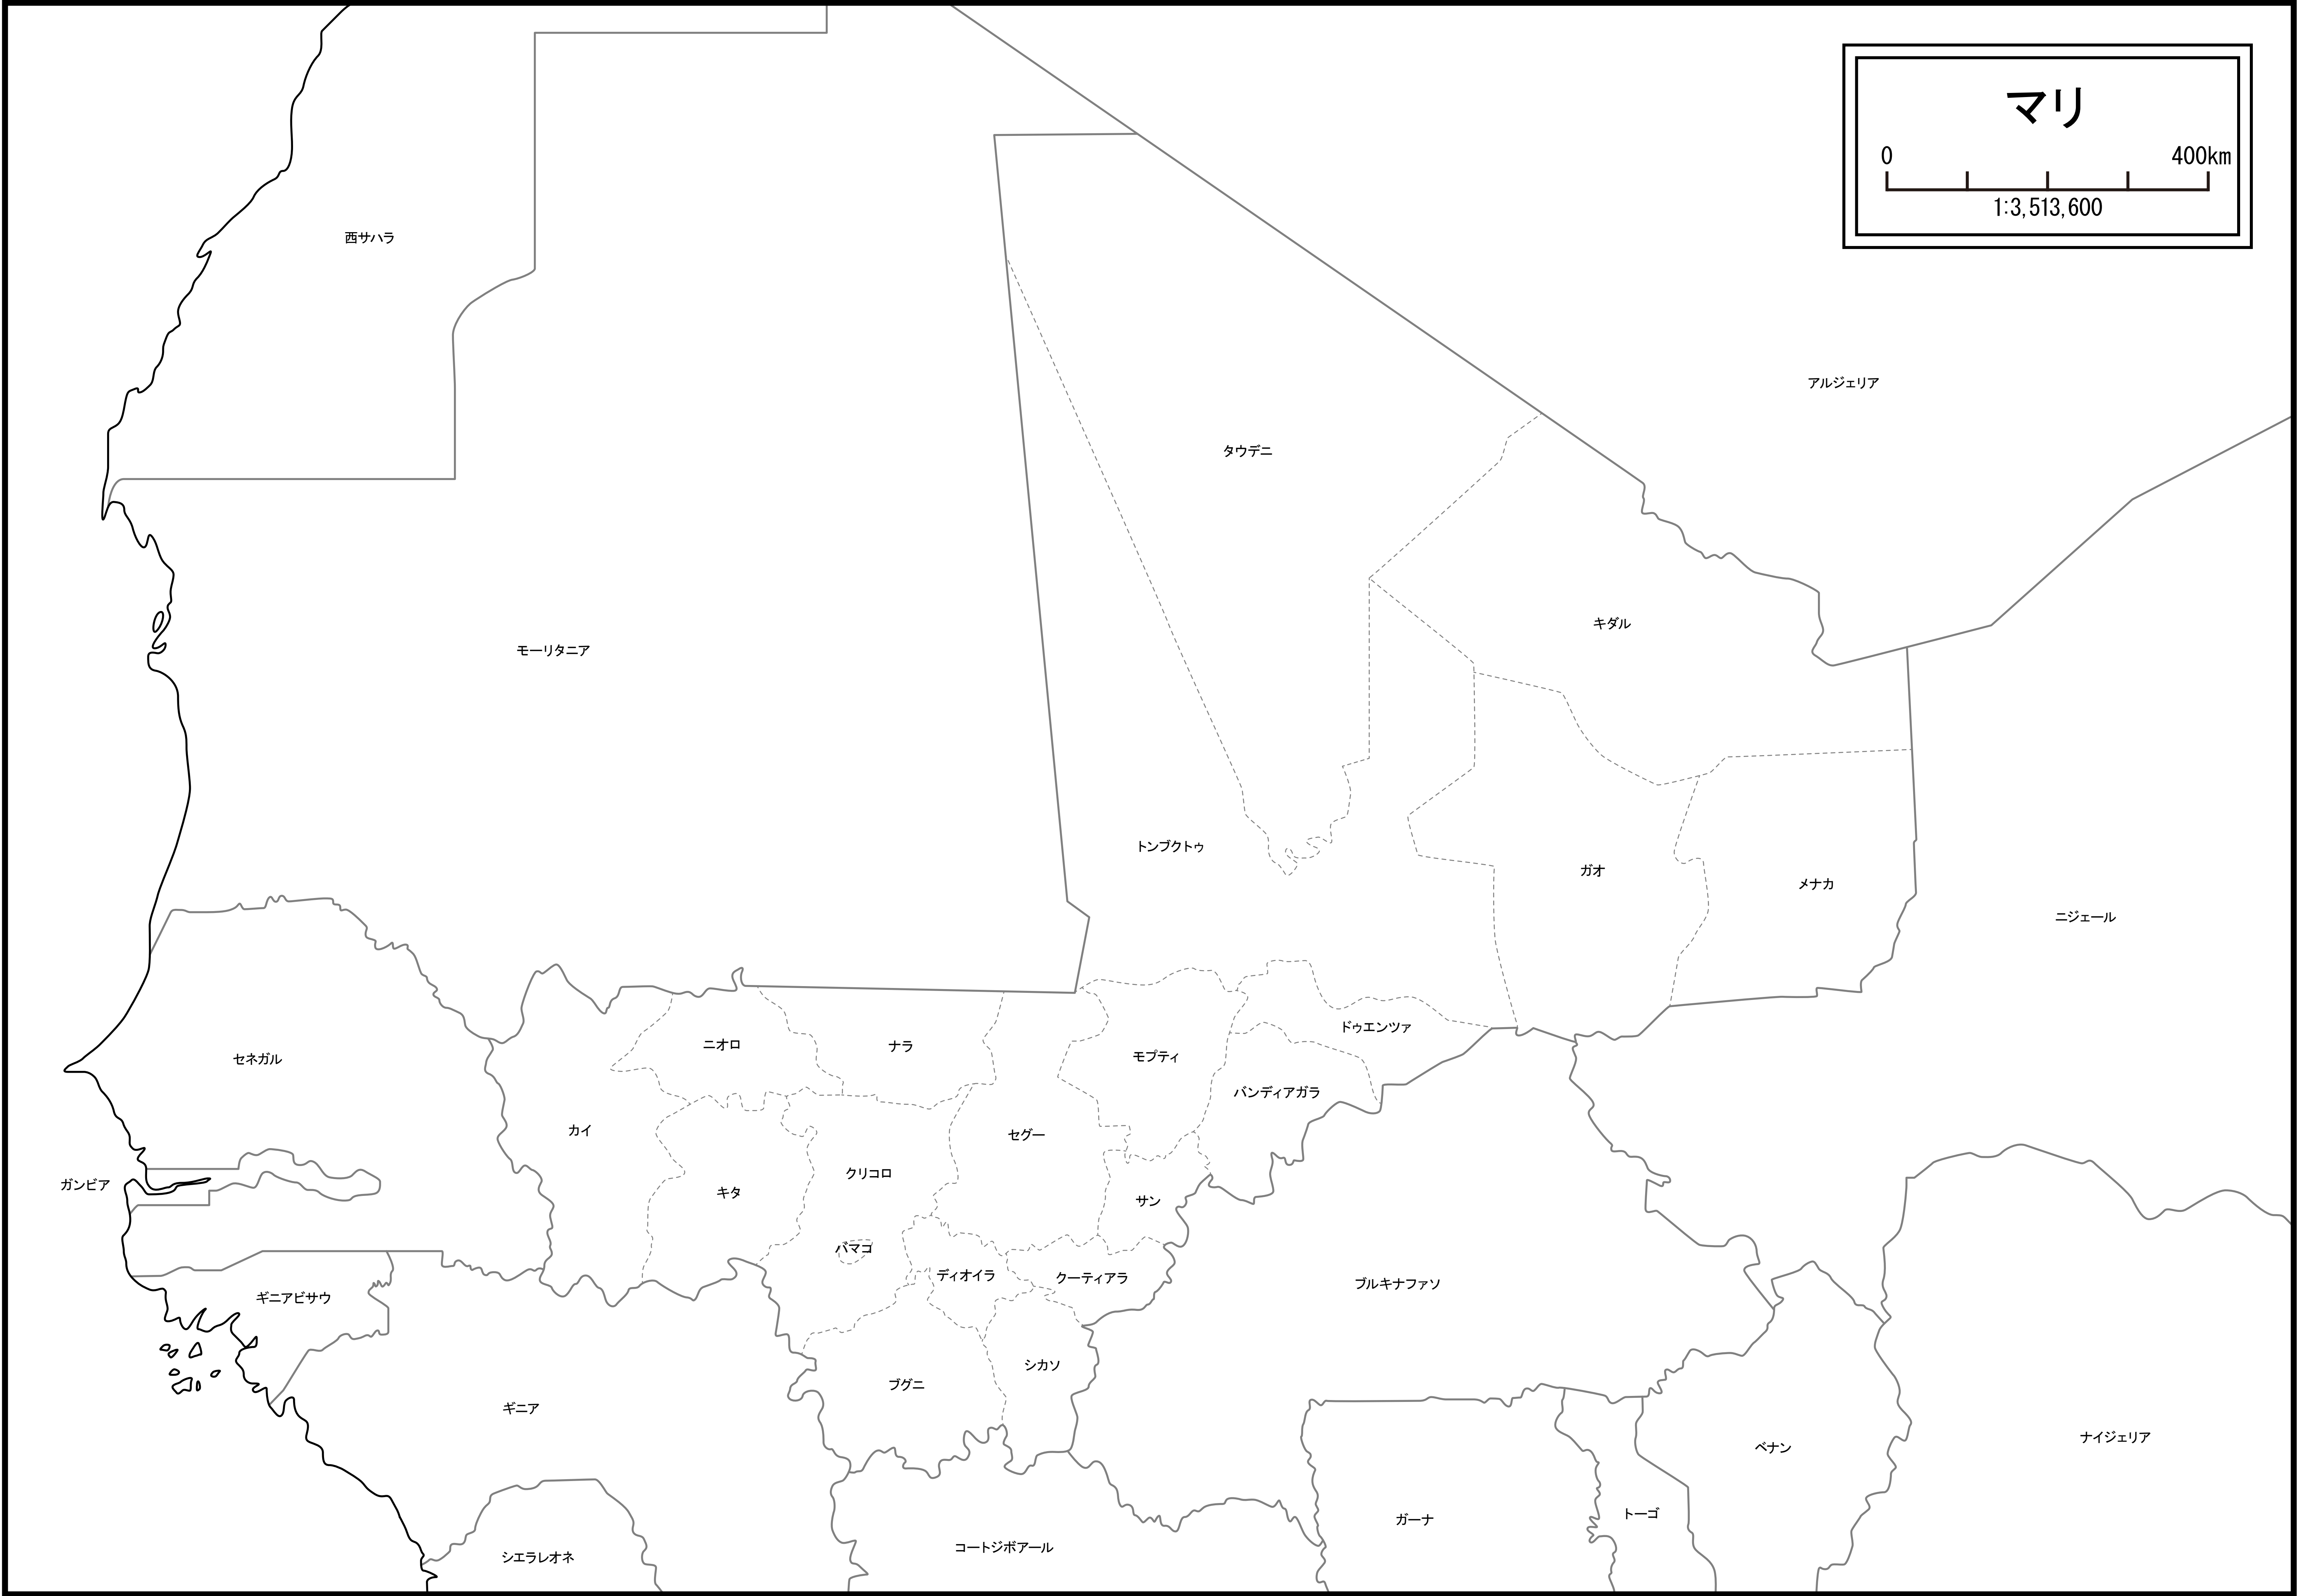 マリ
0
400km
1:3,513,600
西サハラ
アルジェリア
タウデニ
キダル
モーリタニア
トンブクトゥ
ガオ
メナカ
ニジェール
ドゥエンツァ
ニオロ
ナラ
モプティ
セネガル
バンディアガラ
カイ
セグー
クリコロ
ガンビア
キタ
サン
バマコ
ディオイラ
クーティアラ
ブルキナファソ
ギニアビサウ
シカソ
ブグニ
ギニア
ナイジェリア
ベナン
トーゴ
ガーナ
コートジボアール
シエラレオネ